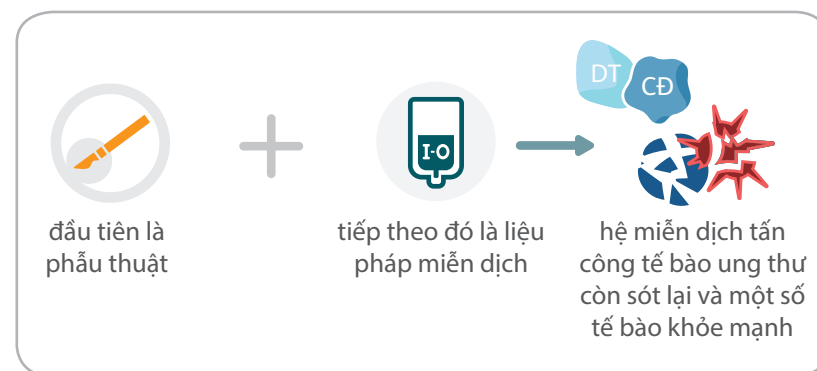 DT
CĐ
I-O
đầu tiên là
phẫu thuật
tiếp theo đó là liệu
pháp miễn dịch
hệ miễn dịch tấn
công tế bào ung thư
còn sót lại và một số
tế bào khỏe mạnh